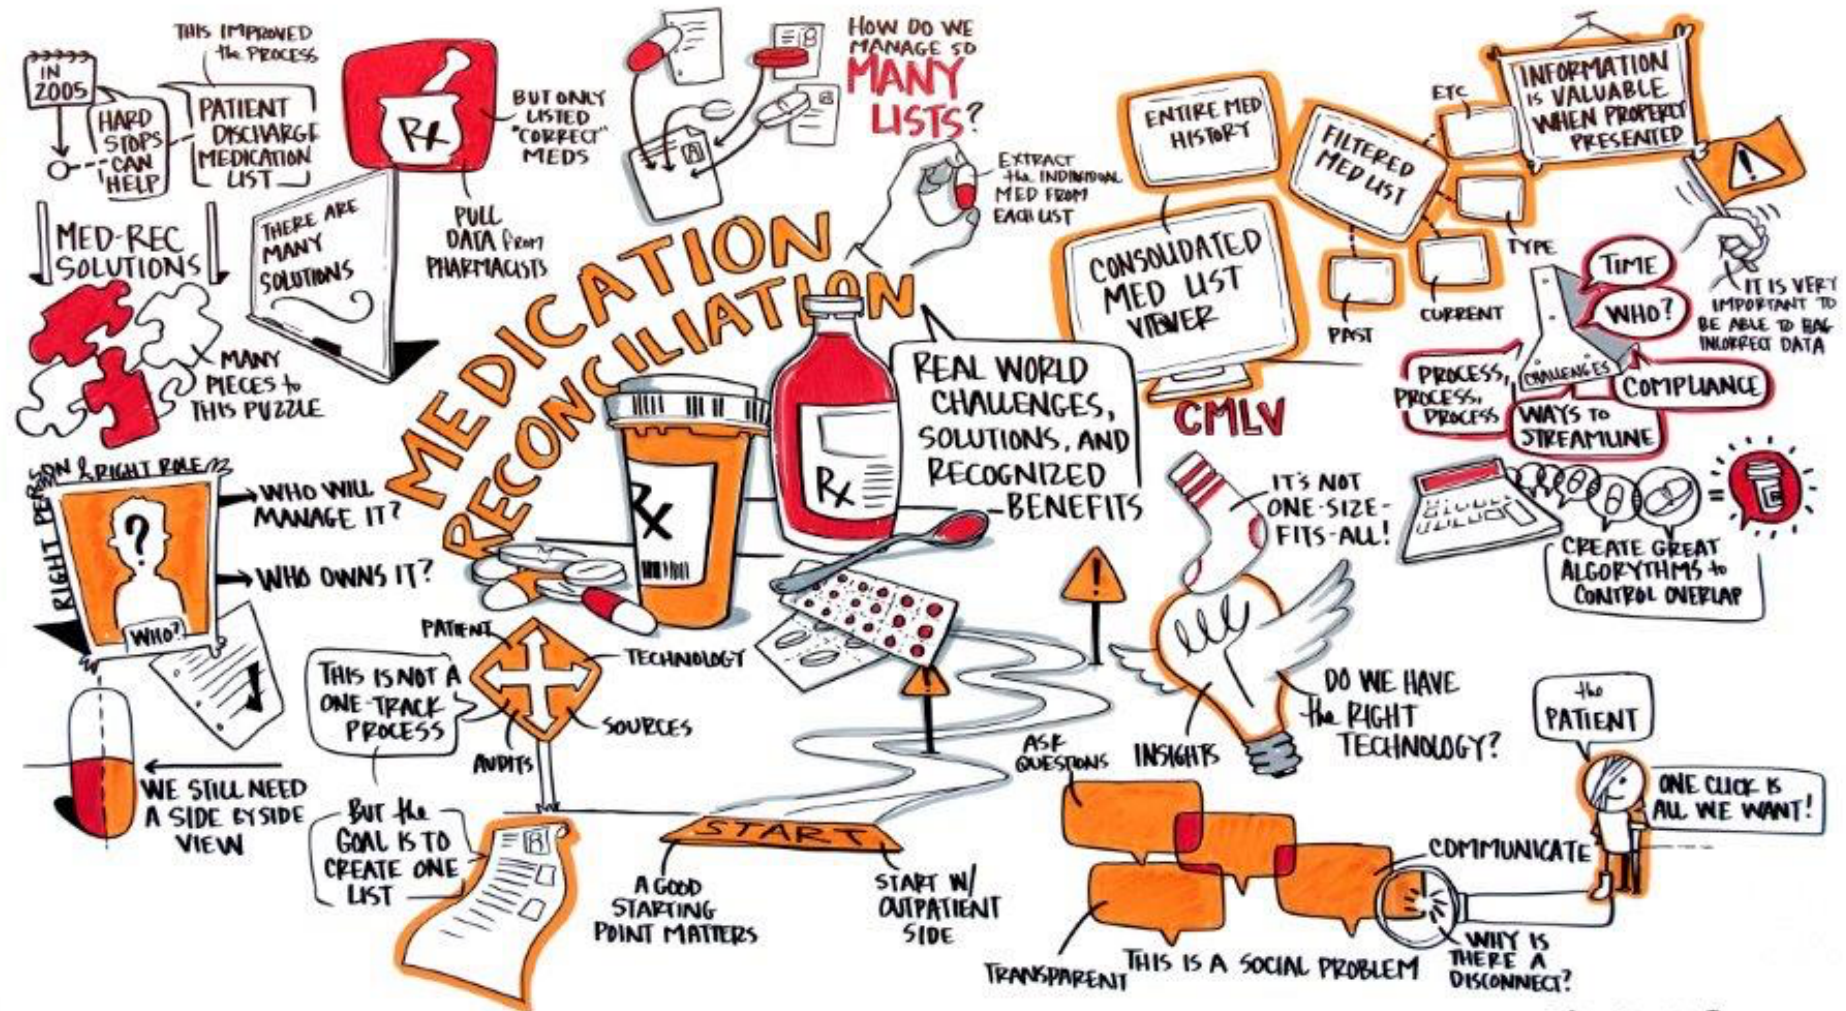 THIS IMPROVED
the PROCESS
IN
2005
HARD
STOPS
CAN
HELP
PATIENT
DISCHARGE
MEDICATION
LIST
Rx
BUT ONLY
LISTED
"CORRECT"
MEDS
PULL
DATA from
PHARMACISTS
MED-REC
SOLUTIONS
MANY
PIECES to
THIS PUZZLE
THERE ARE
MANY
SOLUTIONS
HOW DO WE
MANAGE SO
MANY
LISTS?
EXTRACT
the INDIVIDUAL
MED FROM
EACH LIST
MEDICATION
RECONCILIATION
Rx
Rx
REAL WORLD
CHALLENGES,
SOLUTIONS, AND
RECOGNIZED
BENEFITS
ENTIRE MED
HISTORY
FILTERED
MED LIST
ETC
TYPE
CURRENT
PAST
CONSOLIDATED
MED LIST
VIEWER
CMLV
INFORMATION
IS VALUABLE
WHEN PROPERLY
PRESENTED
!
IT IS VERY
IMPORTANT TO
BE ABLE TO
INCORRECT DATA
TIME
WHO?
CHALLENGES
PROCESS,
PROCESS,
PROCESS
WAYS TO
STREAMLINE
COMPLIANCE
=
CREATE GREAT
ALGORYTHMS to
CONTROL OVERLAP
RIGHT PERSON & RIGHT ROLE
?
WHO?
WHO WILL
MANAGE IT?
WHO OWNS IT?
WE STILL NEED
A SIDE BY SIDE
VIEW
THIS IS NOT A
ONE-TRACK
PROCESS
PATIENT
TECHNOLOGY
SOURCES
AUDITS
BUT the
GOAL IS TO
CREATE ONE
LIST
START
A GOOD
STARTING
POINT MATTERS
START W/
OUTPATIENT
SIDE
!
!
IT'S NOT
ONE-SIZE-
FITS-ALL!
INSIGHTS
DO WE HAVE
the RIGHT
TECHNOLOGY?
ASK
QUESTIONS
TRANSPARENT
THIS IS A SOCIAL PROBLEM
COMMUNICATE
WHY IS
THERE A
DISCONNECT?
the
PATIENT
ONE CLICK IS
ALL WE WANT!